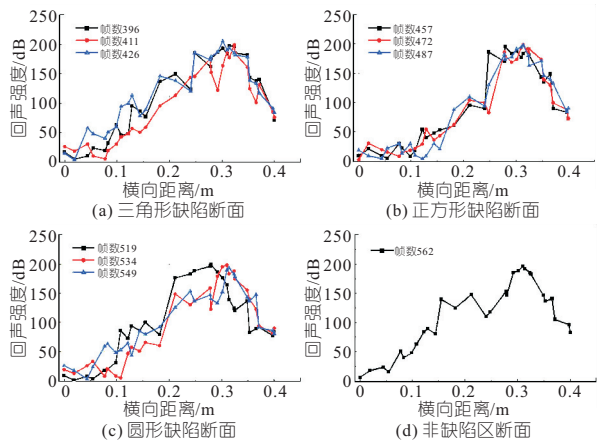 250
200
150
100
50
0
回声强度/dB
帧数396
帧数411
帧数426
0 0.1 0.2 0.3 0.4
横向距离/m
(a) 三角形缺陷断面
250
200
150
100
50
0
回声强度/dB
帧数457
帧数472
帧数487
0 0.1 0.2 0.3 0.4
横向距离/m
(b) 正方形缺陷断面
250
200
150
100
50
0
回声强度/dB
帧数519
帧数534
帧数549
0 0.1 0.2 0.3 0.4
横向距离/m
(c) 圆形缺陷断面
250
200
150
100
50
0
回声强度/dB
帧数562
0 0.1 0.2 0.3 0.4
横向距离/m
(d) 非缺陷区断面